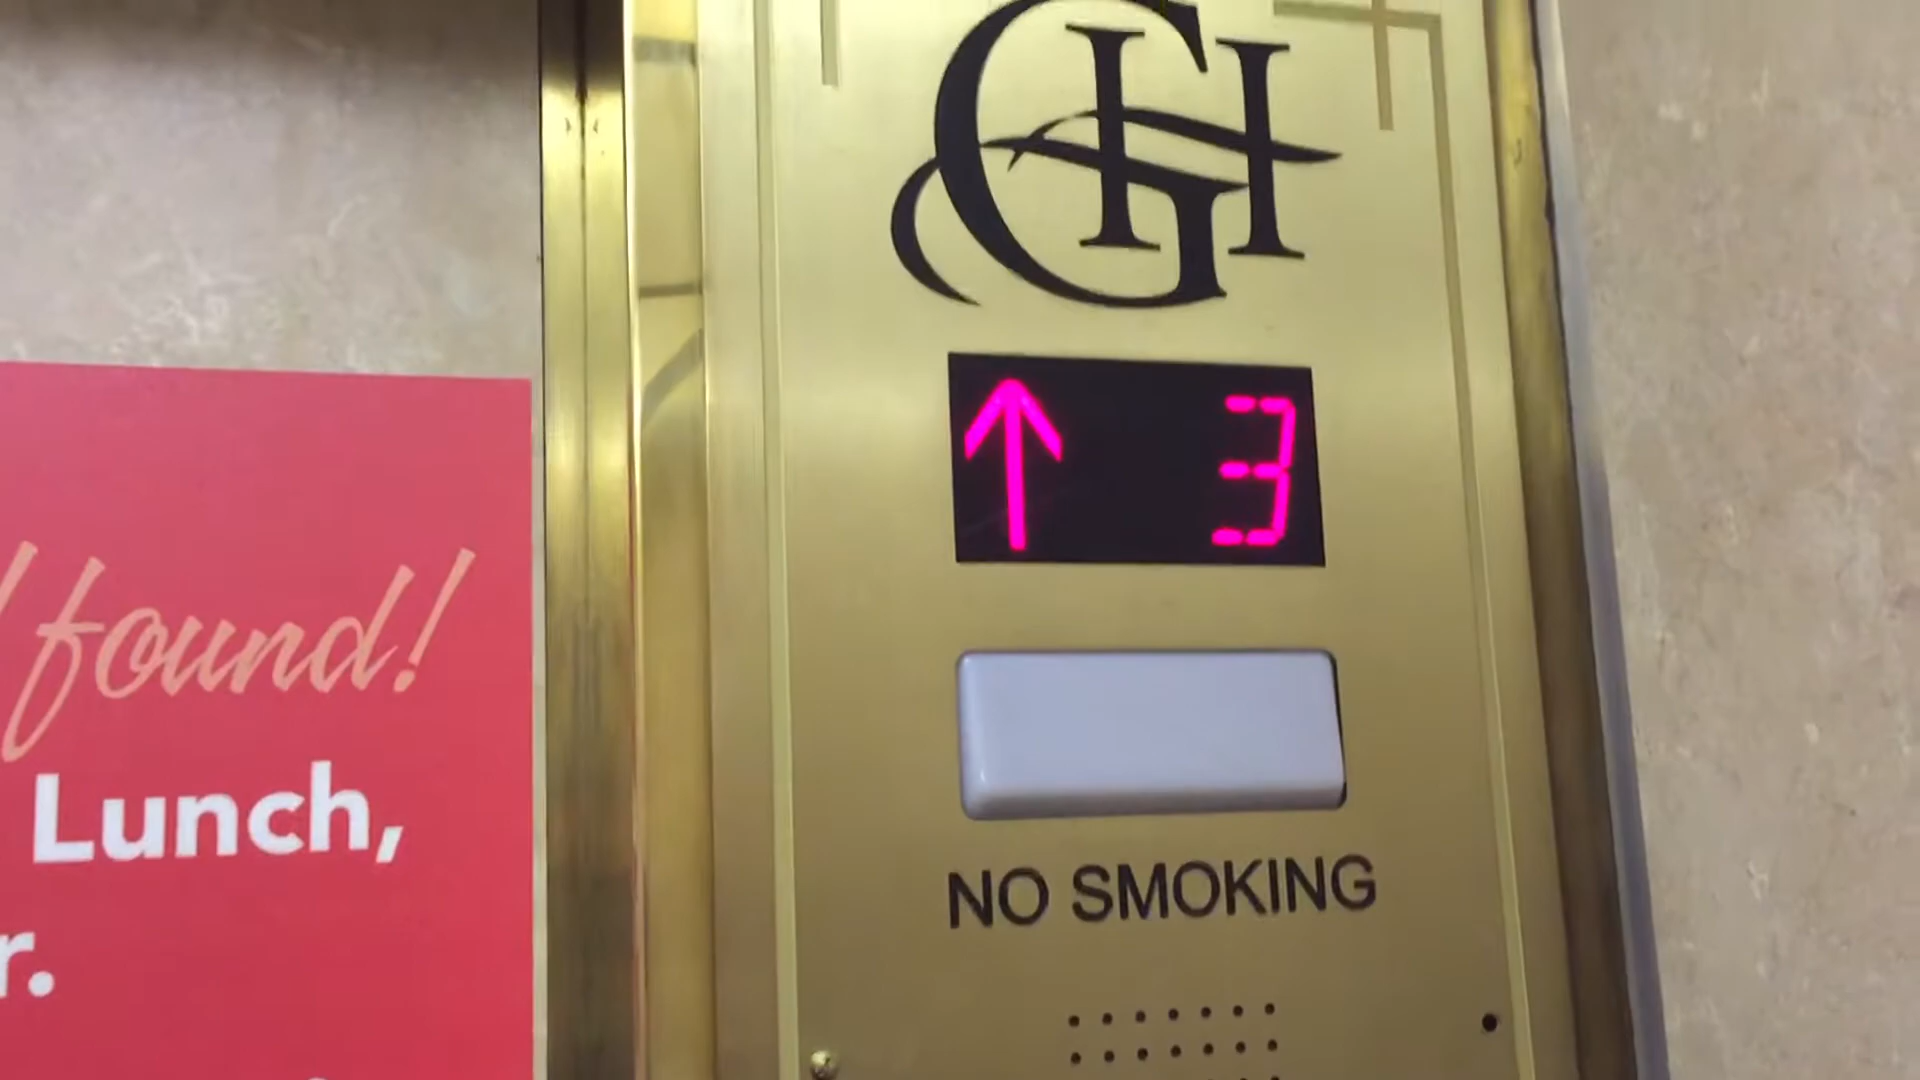 GH
3
NO SMOKING
found!
Lunch,
r.